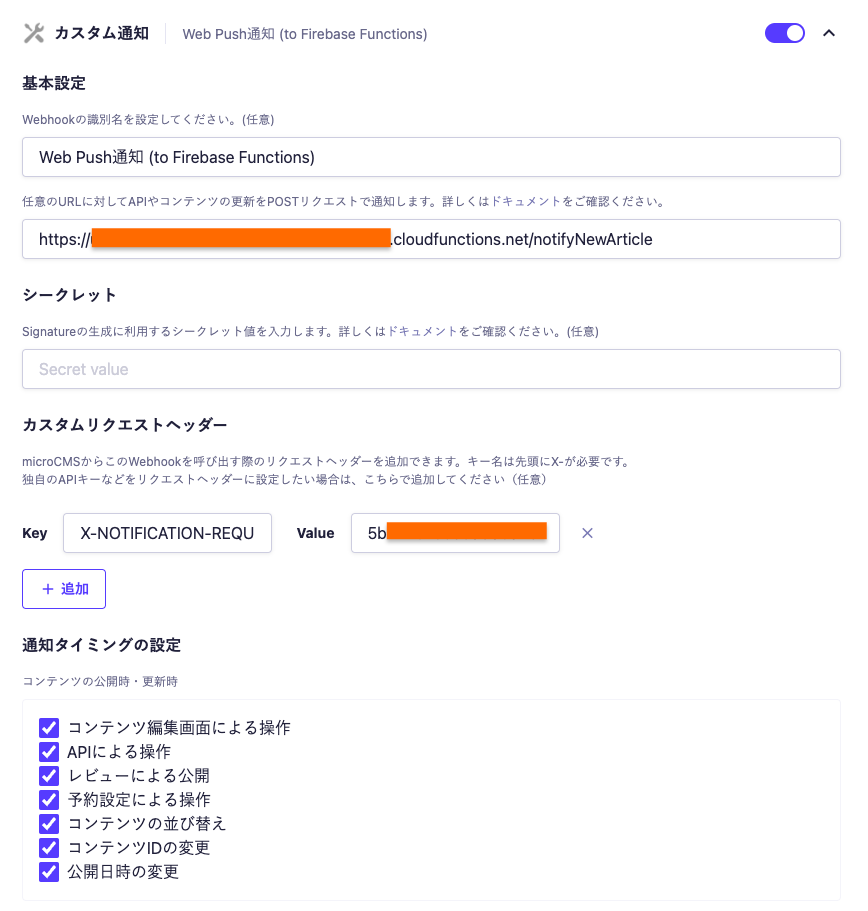 カスタム通知 Web Push通知 (to Firebase Functions)
基本設定
Webhookの識別名を設定してください。(任意)
Web Push通知 (to Firebase Functions)
任意のURLに対してAPIやコンテンツの更新をPOSTリクエストで通知します。詳しくはドキュメントをご確認ください。
https:// .cloudfunctions.net/notifyNewArticle
シークレット
Signatureの生成に利用するシークレット値を入力します。詳しくはドキュメントをご確認ください。(任意)
Secret value
カスタムリクエストヘッダー
microCMSからこのWebhookを呼び出す際のリクエストヘッダーを追加できます。キー名は先頭にX-が必要です。
独自のAPIキーなどをリクエストヘッダーに設定したい場合は、こちらで追加してください（任意）
Key X-NOTIFICATION-REQU Value 5b
＋ 追加
通知タイミングの設定
コンテンツの公開時・更新時
コンテンツ編集画面による操作
APIによる操作
レビューによる公開
予約設定による操作
コンテンツの並び替え
コンテンツIDの変更
公開日時の変更